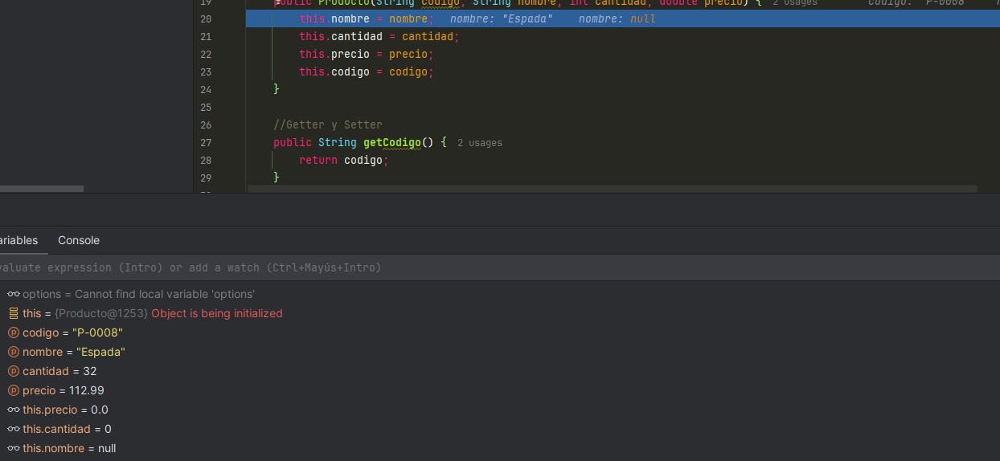 19 public Producto(String codigo, String nombre, int cantidad, double precio) { 2 usages codigo: "P-0008"
20 this.nombre = nombre; nombre: "Espada" nombre: null
21 this.cantidad = cantidad;
22 this.precio = precio;
23 this.codigo = codigo;
24 }
25
26 //Getter y Setter
27 public String getCodigo() { 2 usages
28 return codigo;
29 }
ariables Console
valuate expression (Intro) or add a watch (Ctrl+Mayús+Intro)
options = Cannot find local variable 'options'
this = {Producto@1253} Object is being initialized
codigo = "P-0008"
nombre = "Espada"
cantidad = 32
precio = 112.99
this.precio = 0.0
this.cantidad = 0
this.nombre = null